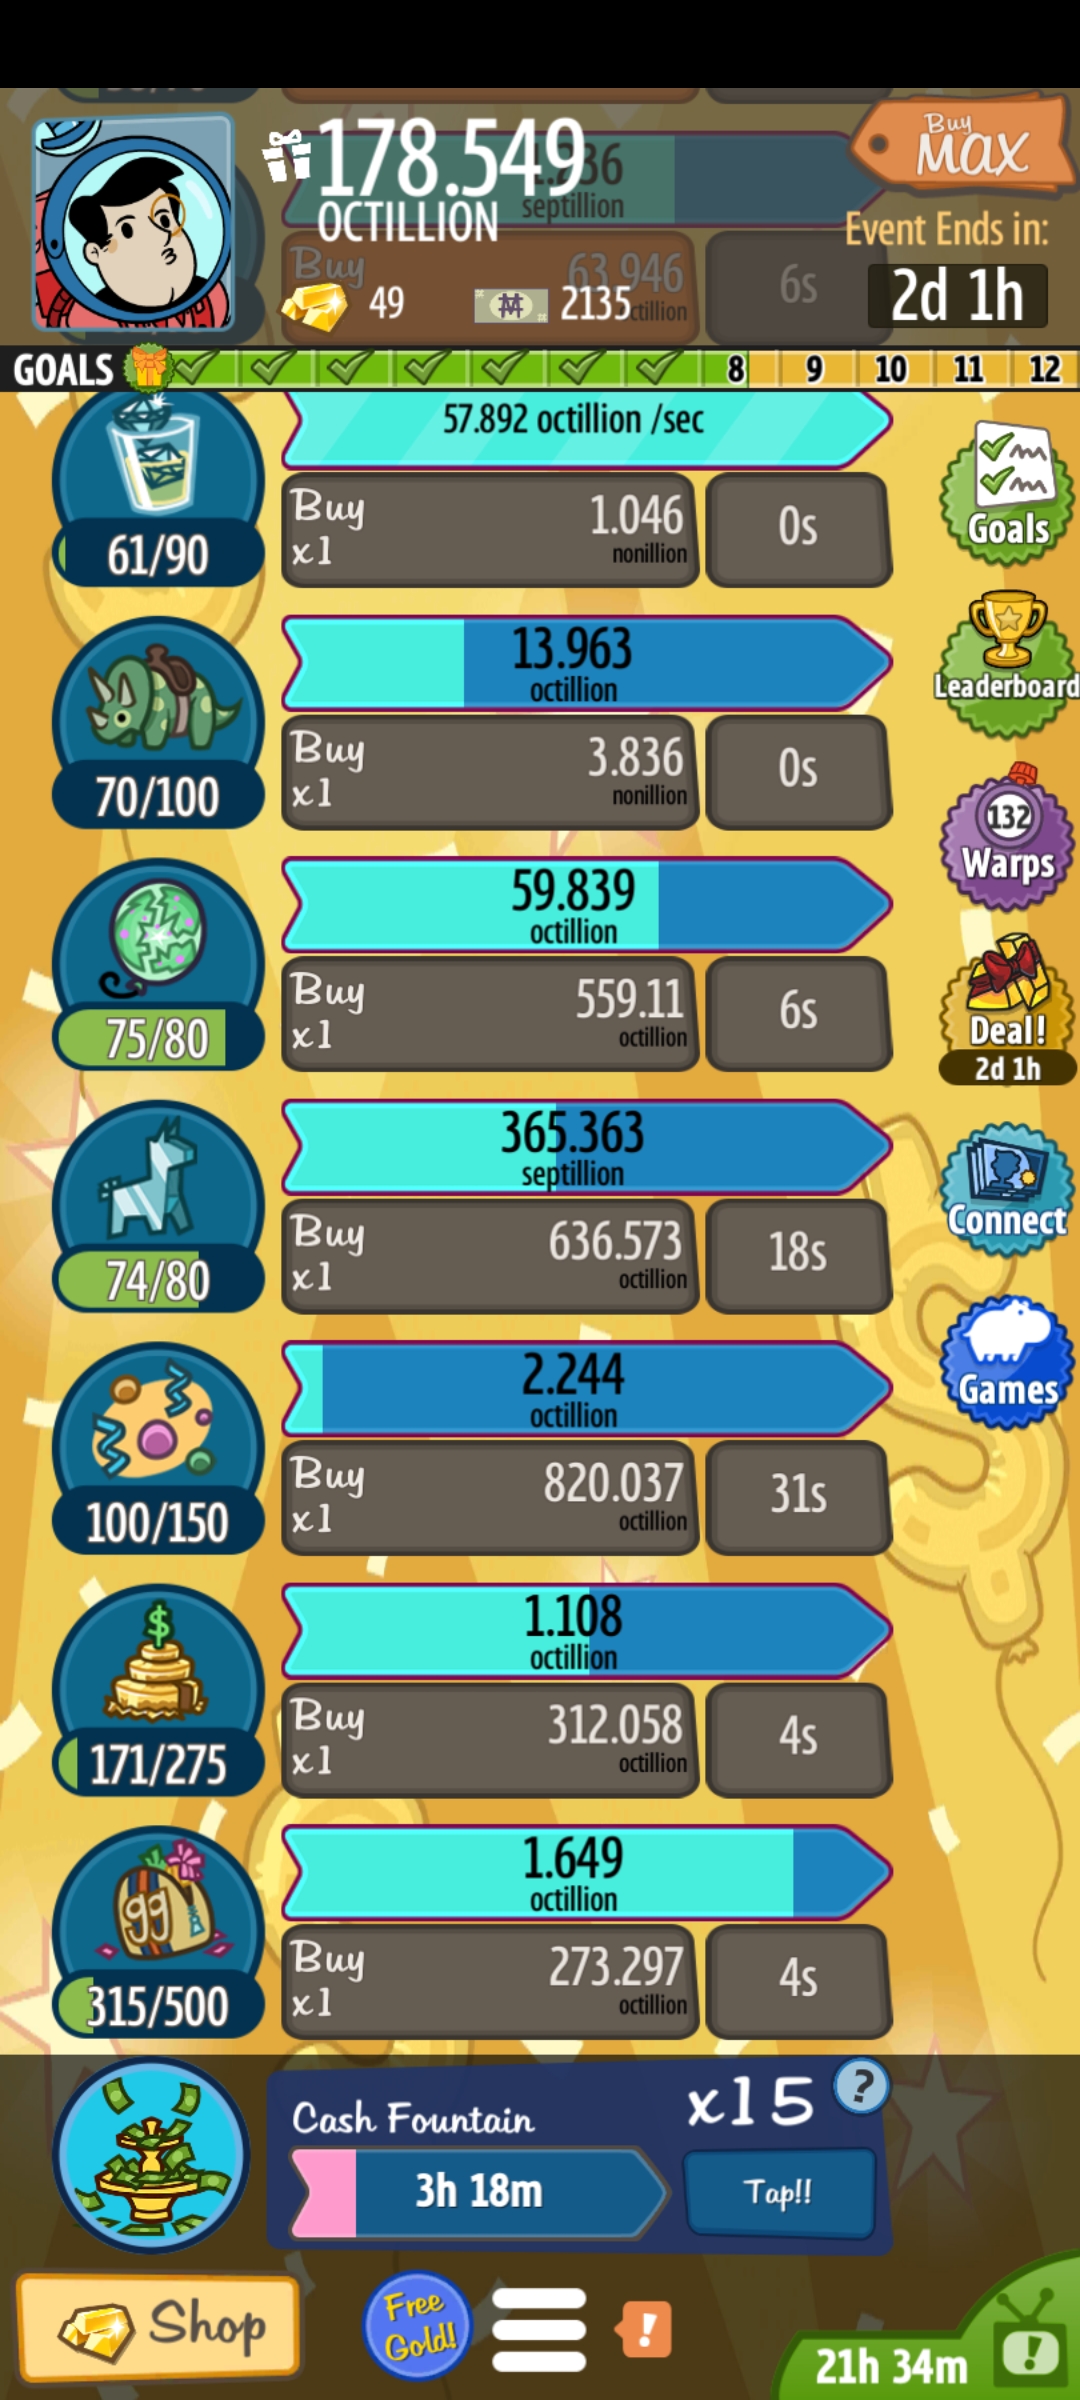 178.549
OCTILLION
49
2135
Buy
MAX
Event Ends in:
2d 1h
septillion
Buy
63.946
6s
GOALS
8 9 10 11 12
57.892 octillion /sec
61/90
Buy
x1
1.046
nonillion
0s
Goals
13.963
octillion
70/100
Buy
x1
3.836
nonillion
0s
Leaderboard
59.839
octillion
75/80
Buy
x1
559.11
octillion
6s
132
Warps
Deal!
2d 1h
365.363
septillion
74/80
Buy
x1
636.573
octillion
18s
Connect
2.244
octillion
100/150
Buy
x1
820.037
octillion
31s
Games
1.108
octillion
$
171/275
Buy
x1
312.058
octillion
4s
1.649
octillion
99
315/500
Buy
x1
273.297
octillion
4s
Cash Fountain
x15
?
3h 18m
Tap!!
Shop
Free
Gold!
!
21h 34m
!